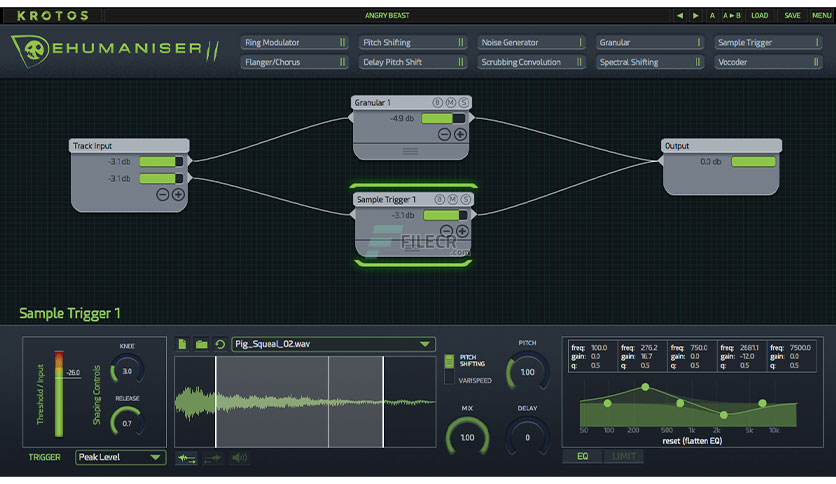 KROTOS ANGRY BEAST A A▸B LOAD SAVE MENU
DEHUMANISER II
Ring Modulator || Pitch Shifting || Noise Generator | Granular | Sample Trigger |
Flanger/Chorus || Delay Pitch Shift || Scrubbing Convolution || Spectral Shifting || Vocoder ||
Granular 1 B M S
-4.9 db
Track Input
-3.1 db
-3.1 db
Output
0.0 db
Sample Trigger 1 B M S
-3.1 db
FILECR
.com
Sample Trigger 1
Threshold / Input
-26.0
Shaping Controls
KNEE
3.0
RELEASE
0.7
TRIGGER Peak Level
Pig_Squeal_02.wav
PITCH SHIFTING
VARISPEED
PITCH
1.00
MIX
1.00
DELAY
0
freq: 100.0 freq: 276.2 freq: 750.0 freq: 2681.1 freq: 7500.0
gain: 0.0 gain: 16.7 gain: 0.0 gain: -12.0 gain: 0.0
q: 0.5 q: 0.5 q: 0.5 q: 0.5 q: 0.5
50 100 200 500 1k 2k 5k 10k
reset (flatten EQ)
EQ LIMIT